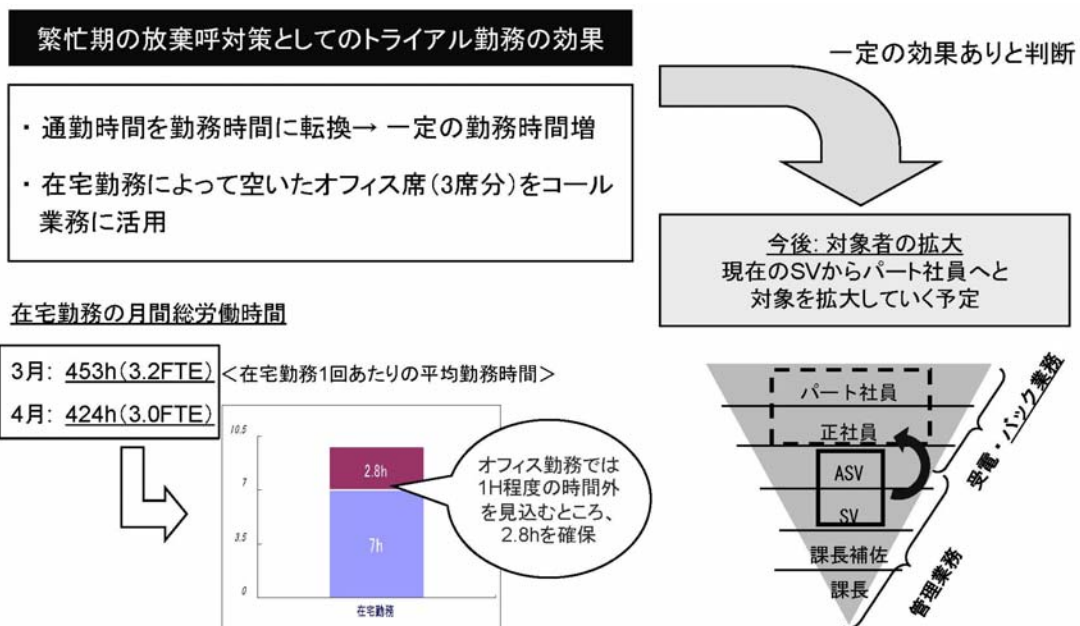 繁忙期の放棄呼対策としてのトライアル勤務の効果
一定の効果ありと判断
・ 通勤時間を勤務時間に転換→ 一定の勤務時間増
・ 在宅勤務によって空いたオフィス席(3席分)をコール
業務に活用
今後: 対象者の拡大
現在のSVからパート社員へと
対象を拡大していく予定
在宅勤務の月間総労働時間
3月: 453h(3.2FTE)
4月: 424h(3.0FTE)
<在宅勤務1回あたりの平均勤務時間>
10.5
7
3.5
0
2.8h
7h
在宅勤務
オフィス勤務では
1H程度の時間外
を見込むところ、
2.8hを確保
パート社員
正社員
ASV
SV
課長補佐
課長
受電・バック業務
管理業務